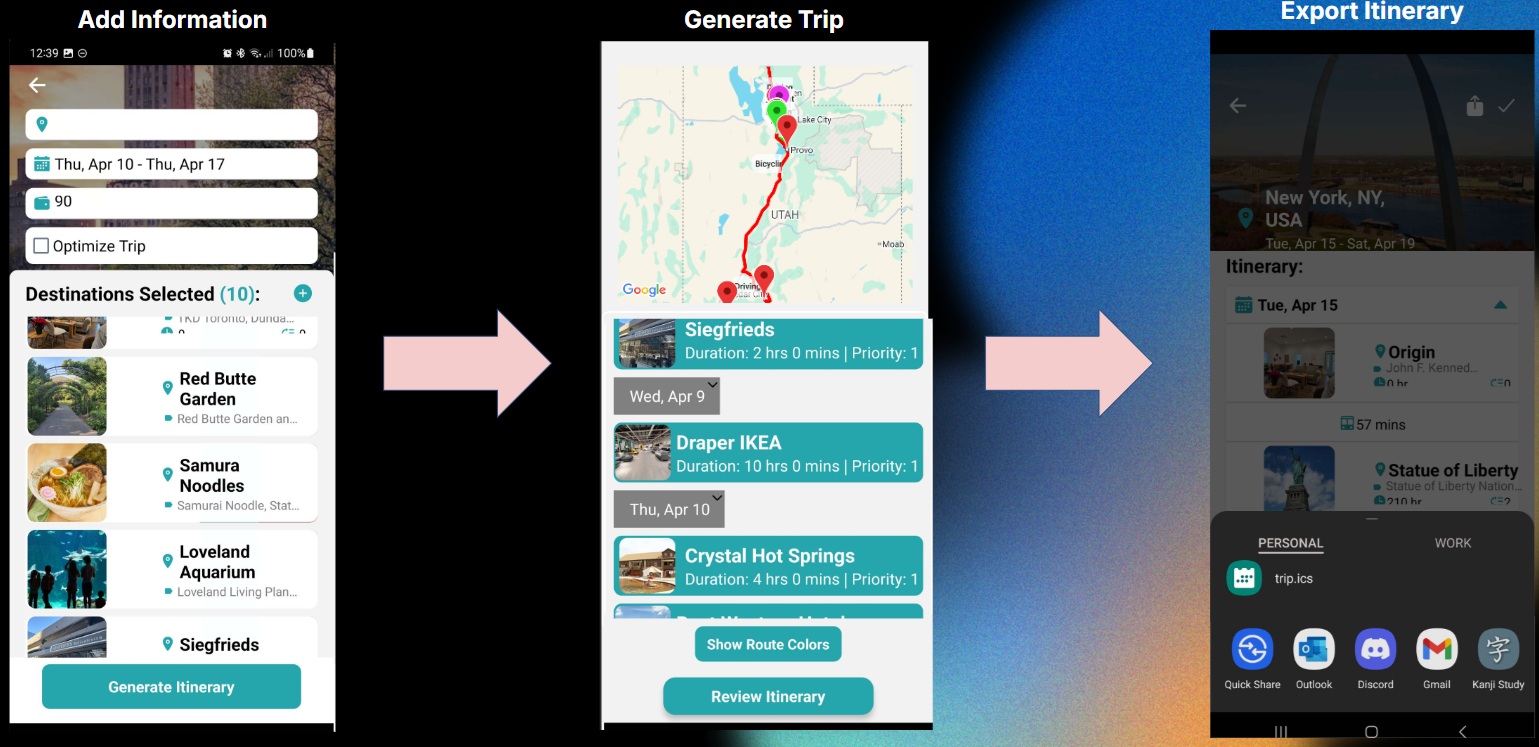 Add Information
Generate Trip
Export Itinerary
12:39
100%
Thu, Apr 10 - Thu, Apr 17
90
Optimize Trip
Destinations Selected (10):
TKD Toronto, Dunda...
0
0
Red Butte
Garden
Red Butte Garden an...
Samura
Noodles
Samurai Noodle, Stat...
Loveland
Aquarium
Loveland Living Plan...
Siegfrieds
Generate Itinerary
Lake City
Provo
Bicyclin
UTAH
Moab
Driving
Google
Siegfrieds
Duration: 2 hrs 0 mins | Priority: 1
Wed, Apr 9
Draper IKEA
Duration: 10 hrs 0 mins | Priority: 1
Thu, Apr 10
Crystal Hot Springs
Duration: 4 hrs 0 mins | Priority: 1
Show Route Colors
Review Itinerary
New York, NY,
USA
Tue, Apr 15 - Sat, Apr 19
Itinerary:
Tue, Apr 15
Origin
John F. Kenned...
0 hr
0
57 mins
Statue of Liberty
Statue of Liberty Nation...
210 hr
2
PERSONAL
WORK
trip.ics
Quick Share
Outlook
Discord
Gmail
字
Kanji Study